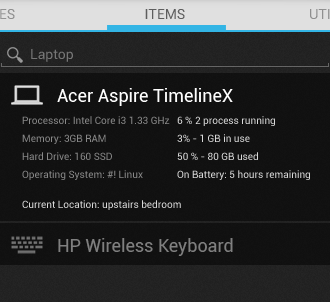 ES ITEMS UTI
Laptop
Acer Aspire TimelineX
Processor: Intel Core i3 1.33 GHz 6 % 2 process running
Memory: 3GB RAM 3% - 1 GB in use
Hard Drive: 160 SSD 50 % - 80 GB used
Operating System: #! Linux On Battery: 5 hours remaining
Current Location: upstairs bedroom
HP Wireless Keyboard